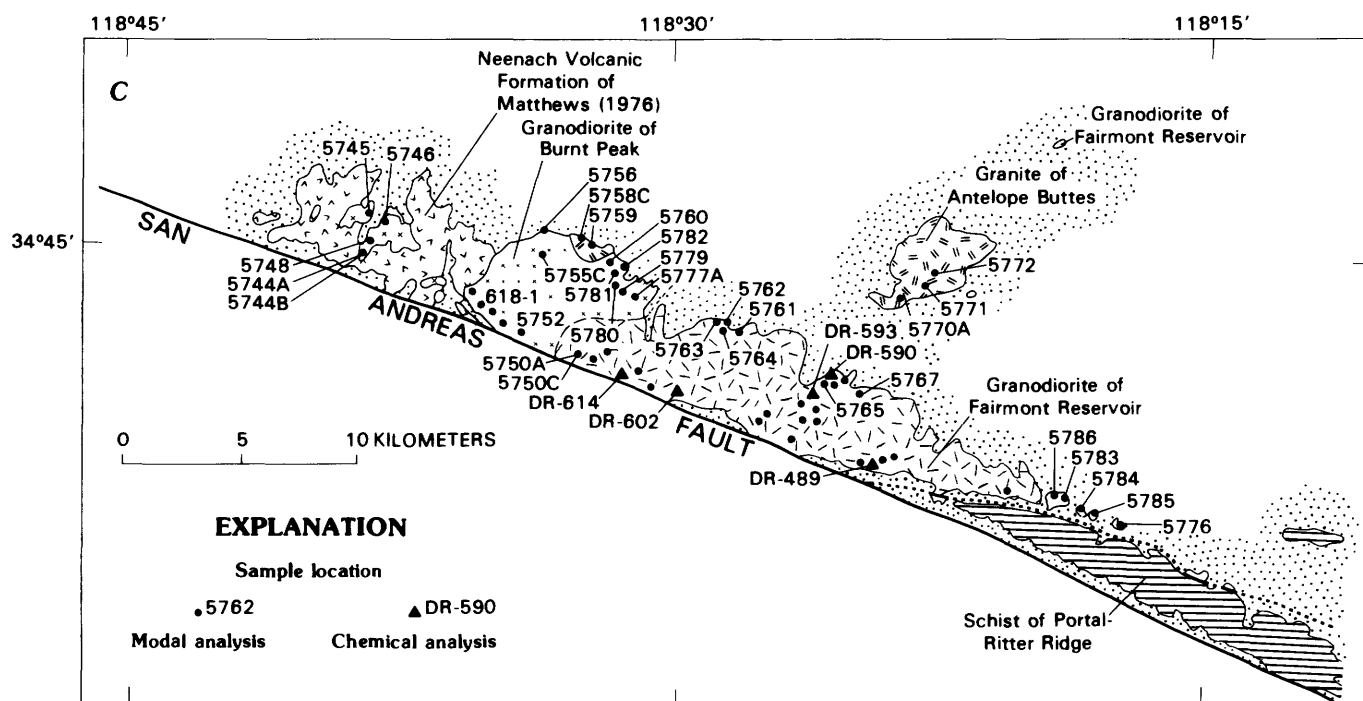 118°45'
118°30'
118°15'
C
Neenach Volcanic
Formation of
Matthews (1976)
Granodiorite of
Burnt Peak
Granodiorite of
Fairmont Reservoir
Granite of
Antelope Buttes
5745
5746
5756
5758C
5759
5760
5782
5779
5777A
34°45'
SAN
ANDREAS
FAULT
5748
5744A
5744B
618-1
5752
5755C
5781
5780
5750A
5750C
DR-614
DR-602
5763
5762
5761
5764
DR-593
DR-590
5772
5771
5770A
5767
5765
DR-489
Granodiorite of
Fairmont Reservoir
5786
5783
5784
5785
5776
0 5 10 KILOMETERS
EXPLANATION
Sample location
5762
DR-590
Modal analysis
Chemical analysis
Schist of Portal-
Ritter Ridge